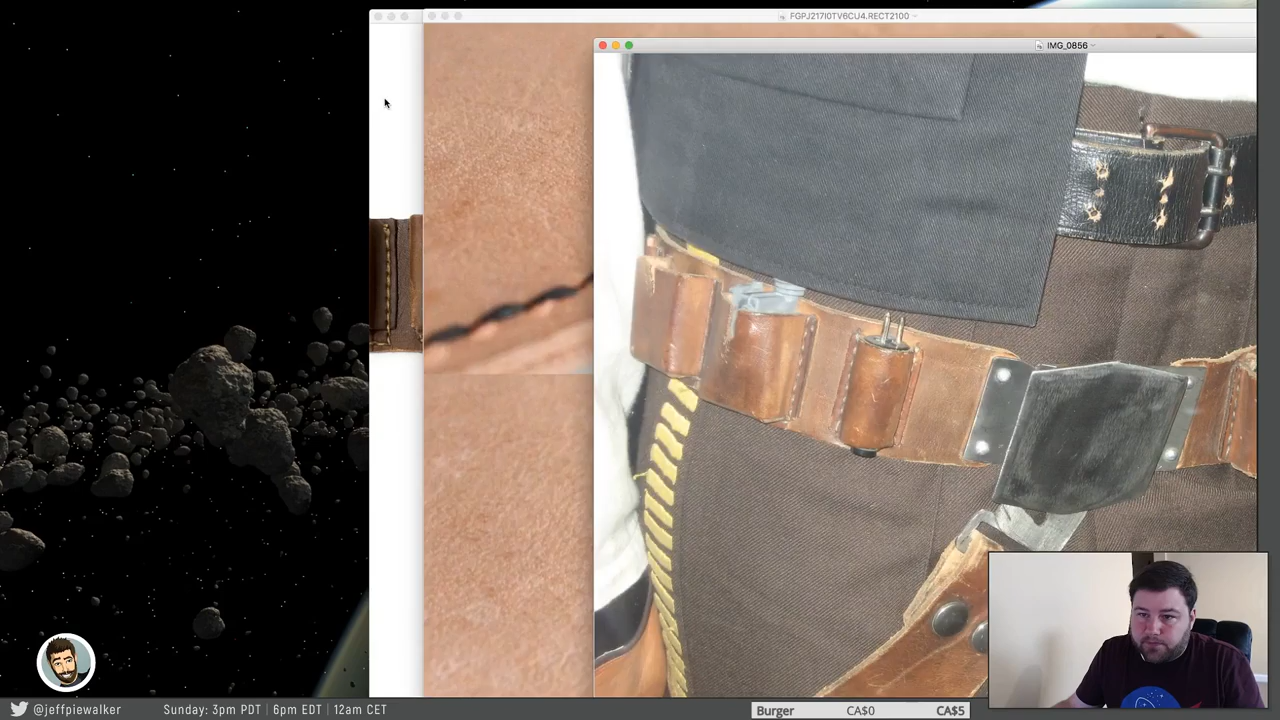 FGPJ217I0TV6CU4.RECT2100
IMG_0856
@jeffpiewalker Sunday: 3pm PDT | 6pm EDT | 12am CET
Burger CA$0 CA$5